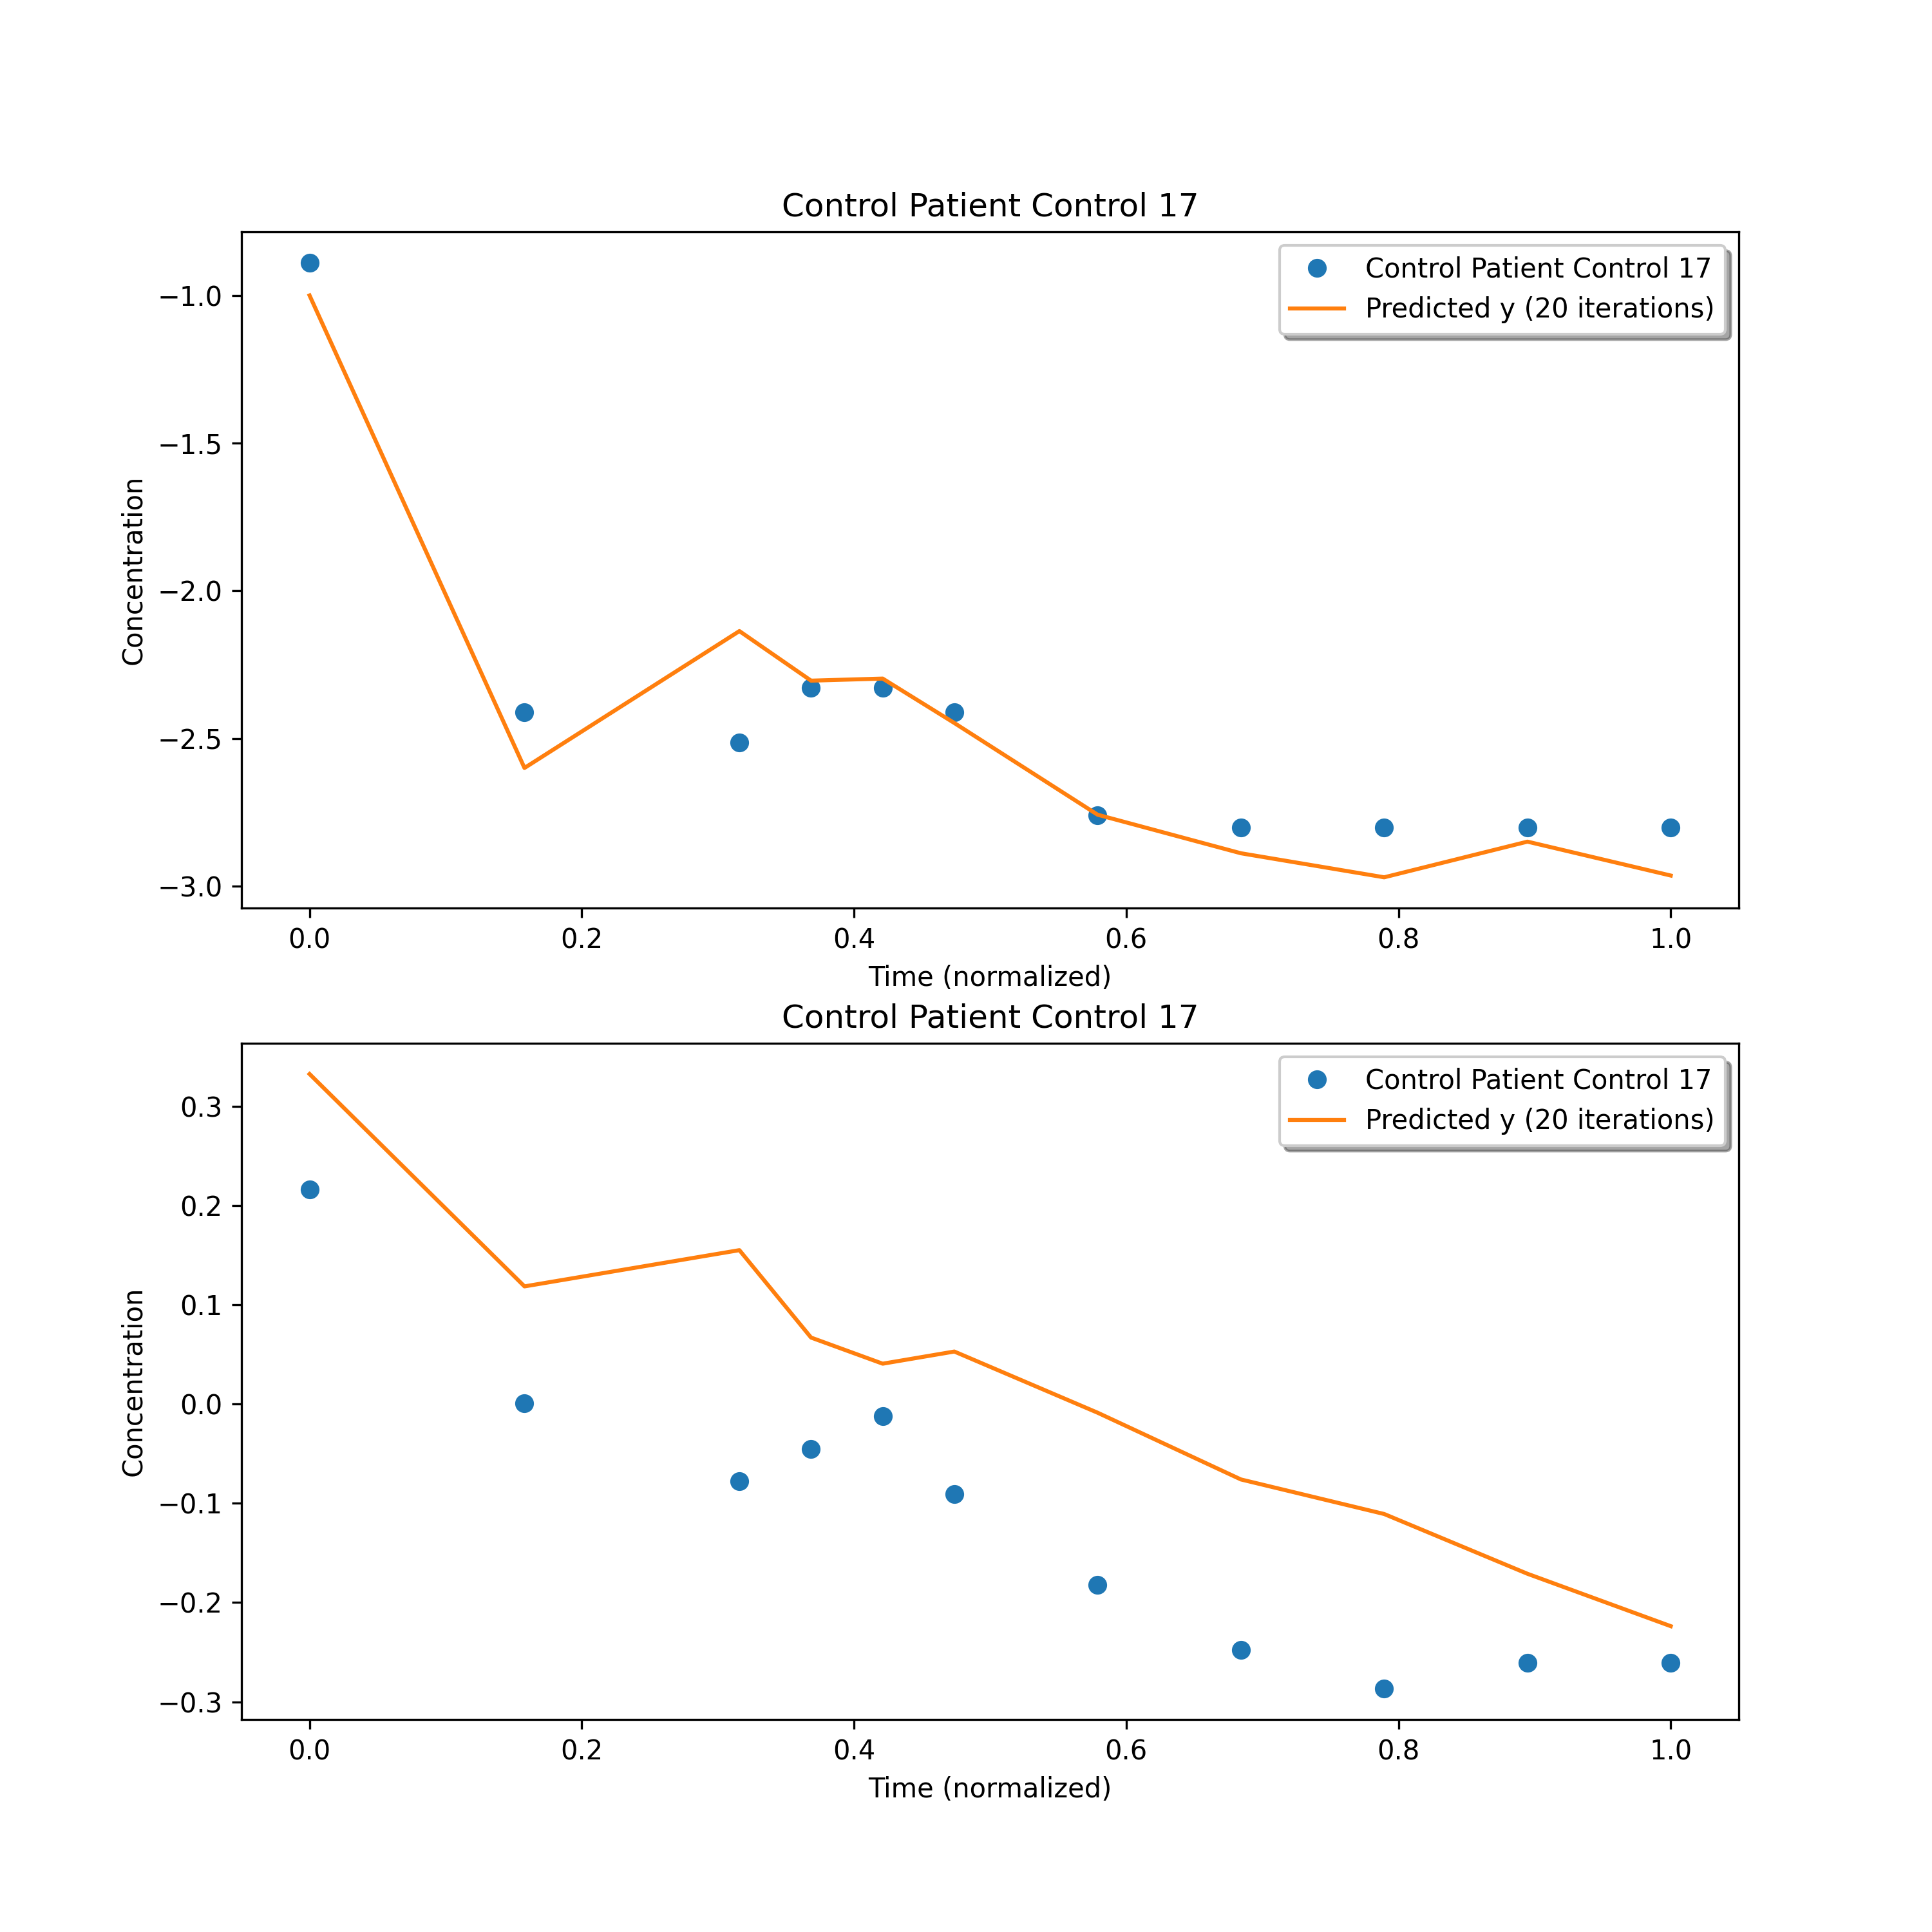 Control Patient Control 17
Control Patient Control 17
Predicted y (20 iterations)
−1.0
−1.5
−2.0
−2.5
−3.0
Concentration
0.0 0.2 0.4 0.6 0.8 1.0
Time (normalized)
Control Patient Control 17
Control Patient Control 17
Predicted y (20 iterations)
0.3
0.2
0.1
0.0
−0.1
−0.2
−0.3
Concentration
0.0 0.2 0.4 0.6 0.8 1.0
Time (normalized)